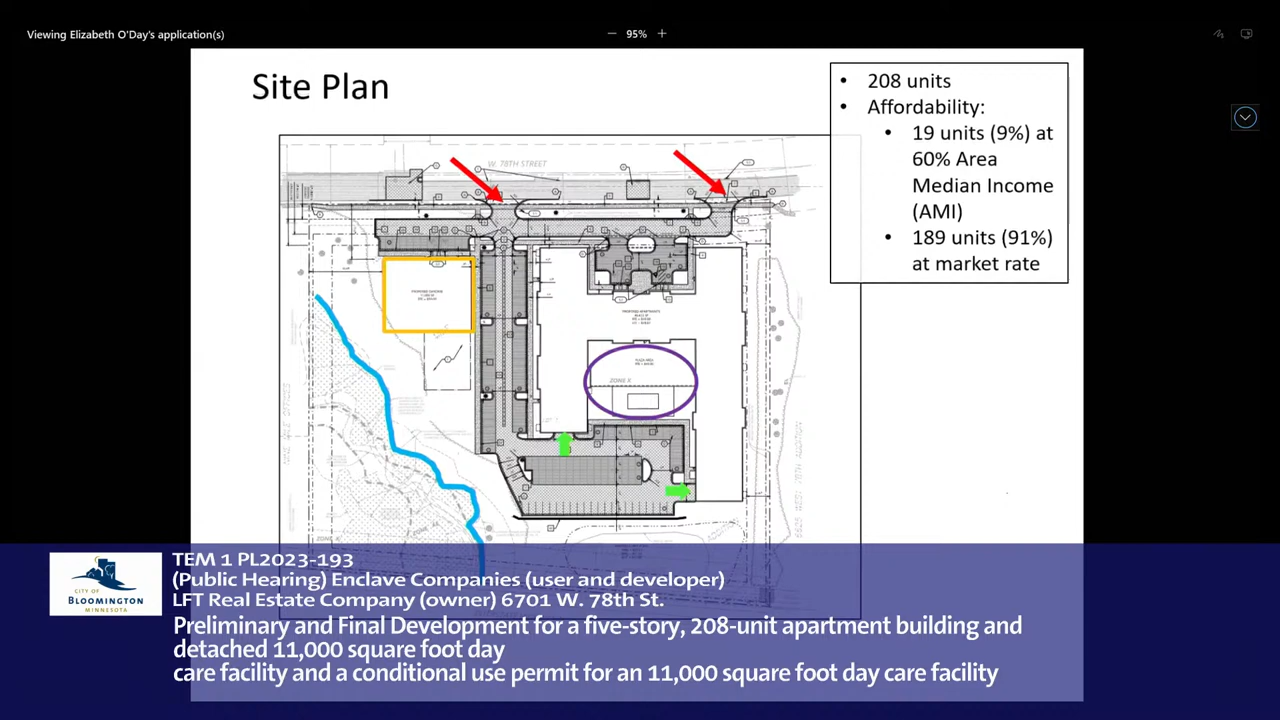 Viewing Elizabeth O'Day's application(s)
95%
Site Plan
• 208 units
• Affordability:
• 19 units (9%) at
60% Area
Median Income
(AMI)
• 189 units (91%)
at market rate
W. 78TH STREET
ZONE X
CITY OF
BLOOMINGTON
MINNESOTA
TEM 1 PL2023-193
(Public Hearing) Enclave Companies (user and developer)
LFT Real Estate Company (owner) 6701 W. 78th St.
Preliminary and Final Development for a five-story, 208-unit apartment building and
detached 11,000 square foot day
care facility and a conditional use permit for an 11,000 square foot day care facility